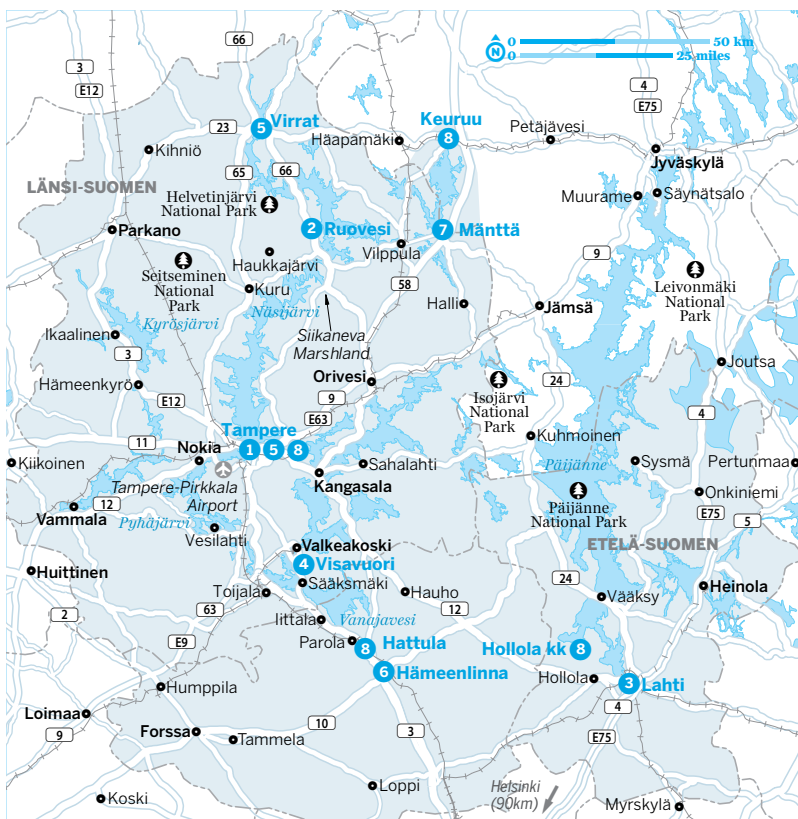 66
66
0
50 km
N
0
25 miles
3
E12
4
E75
23
5
Virrat
Keuruu
8
Häapamäki
Petäjävesi
Kihniö
Jyväskylä
65
66
LÄNSI-SUOMEN
Helvetinjärvi
National Park
Muurame
Säynätsalo
Parkano
2
Ruovesi
7
Mänttä
Vilppula
9
Haukkajärvi
Seitseminen
National
Park
Kuru
58
Leivonmäki
National
Park
Näsijärvi
Halli
Jämsä
Kyrösjärvi
Siikaneva
Marshland
Ikaalinen
3
Joutsa
Orivesi
24
Hämeenkyrö
9
Isojärvi
National
Park
E12
E63
4
Tampere
1
5
8
11
Nokia
Kuhmoinen
Kiikoinen
Sahalahti
Päijänne
Sysmä
Pertunmaa
Kangasala
Tampere-Pirkkala
Airport
Onkiniemi
12
Vammala
Päijänne
National Park
E75
5
Pyhäjärvi
Vesilahti
Valkeakoski
ETELÄ-SUOMEN
4
Visavuori
Huittinen
Sääksmäki
24
Heinola
Toijala
Hauho
Vääksy
63
12
2
Iittala
Vanajavesi
E9
Parola
8
Hattula
Hollola kk
8
6
Hämeenlinna
Hollola
3
Lahti
Humppila
4
Loimaa
9
10
3
Forssa
Tammela
E75
Loppi
Helsinki
(90km)
Koski
Myrskylä